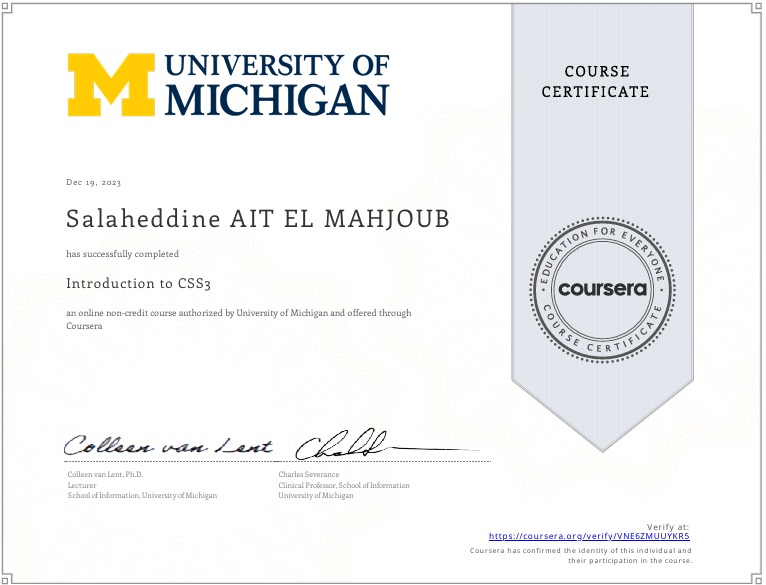 UNIVERSITY OF
MICHIGAN
COURSE
CERTIFICATE
Dec 19, 2023
Salaheddine AIT EL MAHJOUB
has successfully completed
Introduction to CSS3
an online non-credit course authorized by University of Michigan and offered through
Coursera
EDUCATION FOR EVERYONE
coursera
COURSE CERTIFICATE
Colleen van Lent
Colleen van Lent, Ph.D.
Lecturer
School of Information, University of Michigan
Charles Severance
Clinical Professor, School of Information
University of Michigan
Verify at:
https://coursera.org/verify/VNE6ZMUUYKR5
Coursera has confirmed the identity of this individual and
their participation in the course.